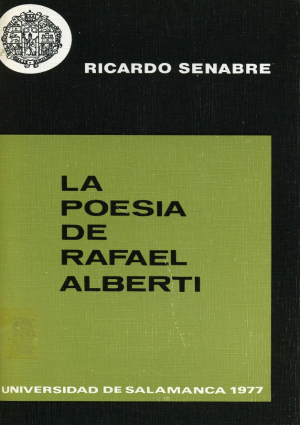 RICARDO SENABRE
LA
POESIA
DE
RAFAEL
ALBERTI
UNIVERSIDAD DE SALAMANCA 1977